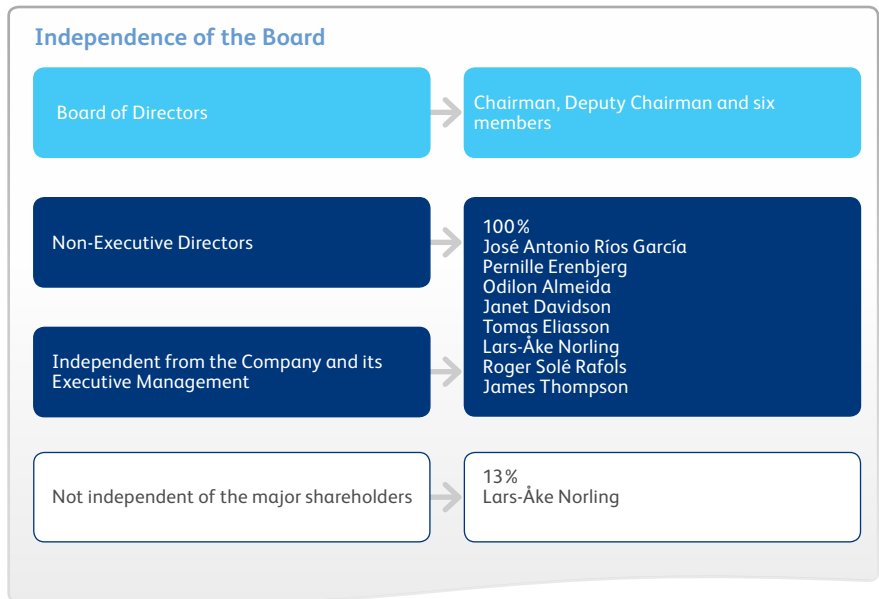 Independence of the Board
Board of Directors
Chairman, Deputy Chairman and six
members
Non-Executive Directors
100%
José Antonio Ríos García
Pernille Erenbjerg
Odilon Almeida
Janet Davidson
Tomas Eliasson
Lars-Åke Norling
Roger Solé Rafols
James Thompson
Independent from the Company and its
Executive Management
Not independent of the major shareholders
13%
Lars-Åke Norling